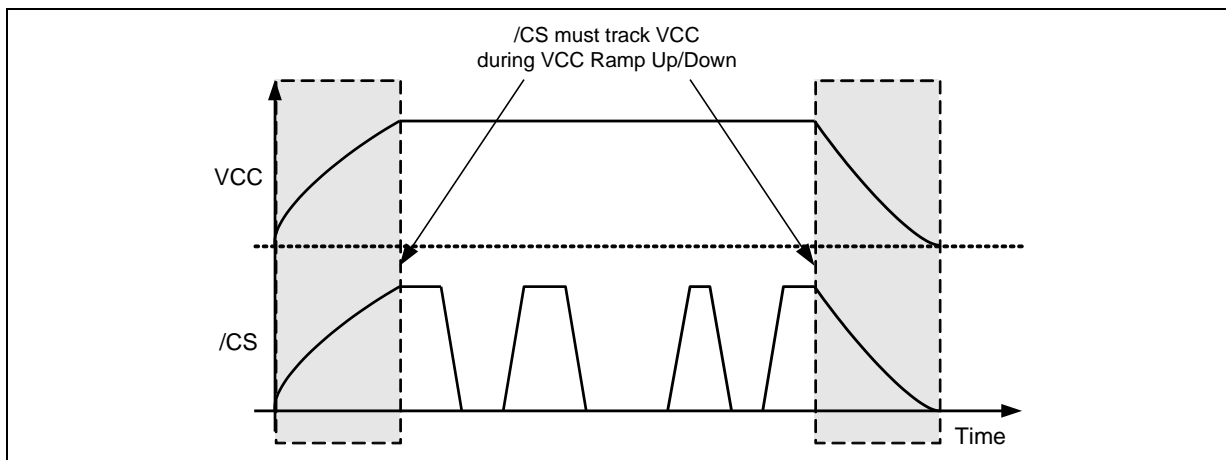 /CS must track VCC
during VCC Ramp Up/Down
VCC
/CS
Time